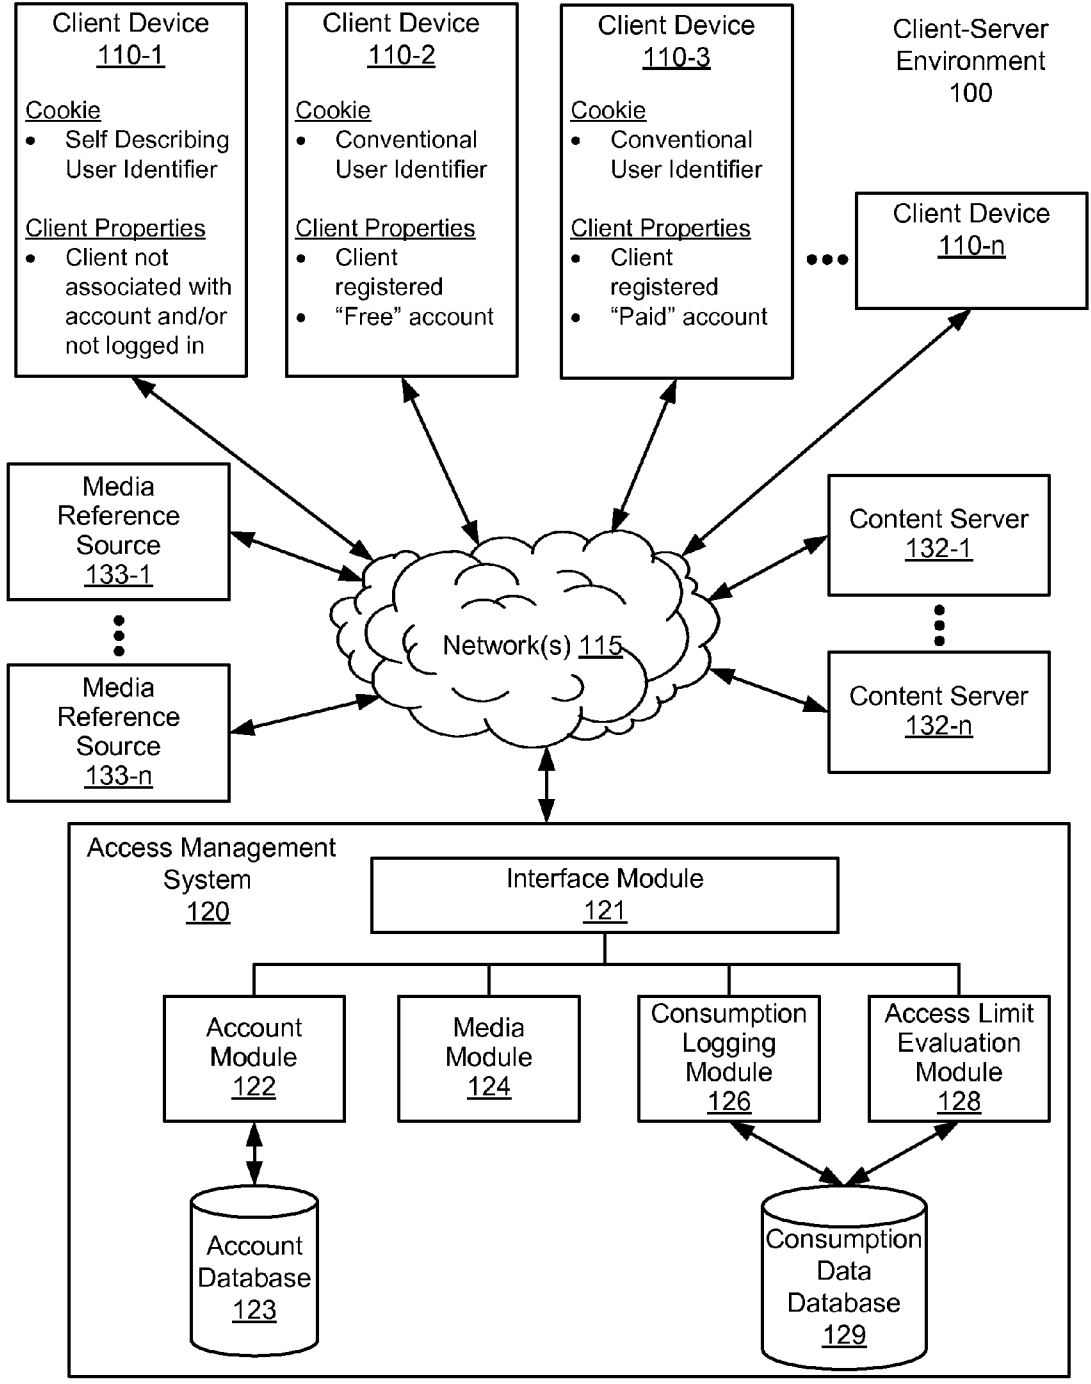 Client Device
110-1
Cookie
• Self Describing
User Identifier
Client Properties
• Client not
associated with
account and/or
not logged in
Client Device
110-2
Cookie
• Conventional
User Identifier
Client Properties
• Client
registered
• “Free” account
Client Device
110-3
Cookie
• Conventional
User Identifier
Client Properties
• Client
registered
• “Paid” account
Client-Server
Environment
100
Client Device
110-n
Media
Reference
Source
133-1
Media
Reference
Source
133-n
Network(s) 115
Content Server
132-1
Content Server
132-n
Access Management
System
120
Interface Module
121
Account
Module
122
Media
Module
124
Consumption
Logging
Module
126
Access Limit
Evaluation
Module
128
Account
Database
123
Consumption
Data
Database
129